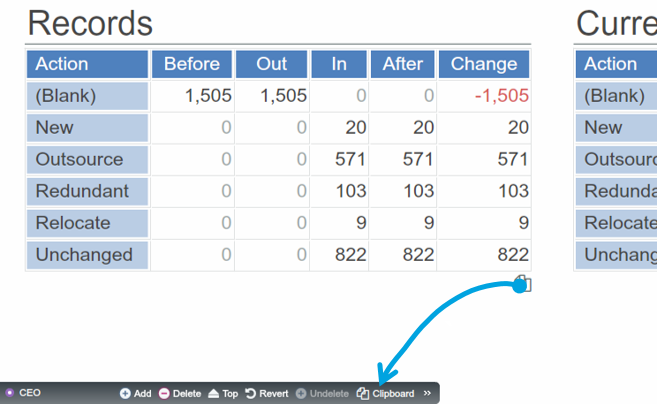 Records Curre
Action Before Out In After Change Action
(Blank) 1,505 1,505 0 0 -1,505 (Blank)
New 0 0 20 20 20 New
Outsource 0 0 571 571 571 Outsourc
Redundant 0 0 103 103 103 Redunda
Relocate 0 0 9 9 9 Relocate
Unchanged 0 0 822 822 822 Unchang
CEO Add Delete Top Revert Undelete Clipboard »